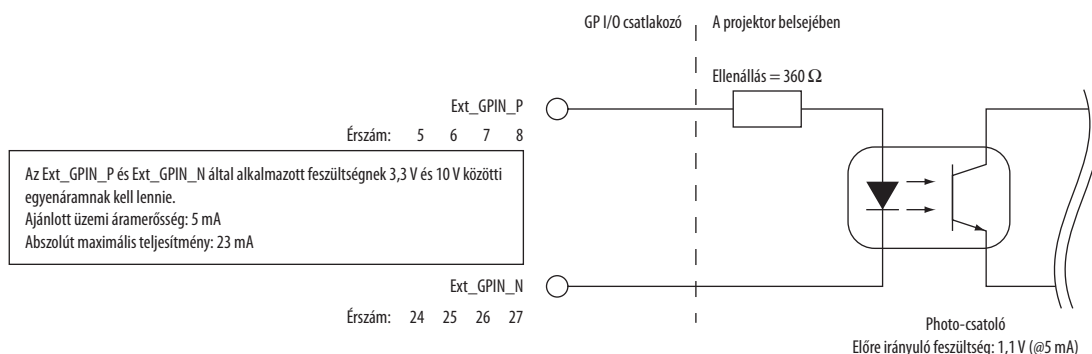 GP I/O csatlakozó
A projektor belsejében
Ellenállás = 360 Ω
Ext_GPIN_P
Érszám: 5 6 7 8
Az Ext_GPIN_P és Ext_GPIN_N által alkalmazott feszültségnek 3,3 V és 10 V közötti
egyenáramnak kell lennie.
Ajánlott üzemi áramerősség: 5 mA
Abszolút maximális teljesítmény: 23 mA
Ext_GPIN_N
Érszám: 24 25 26 27
Photo-csatoló
Előre irányuló feszültség: 1,1 V (@5 mA)